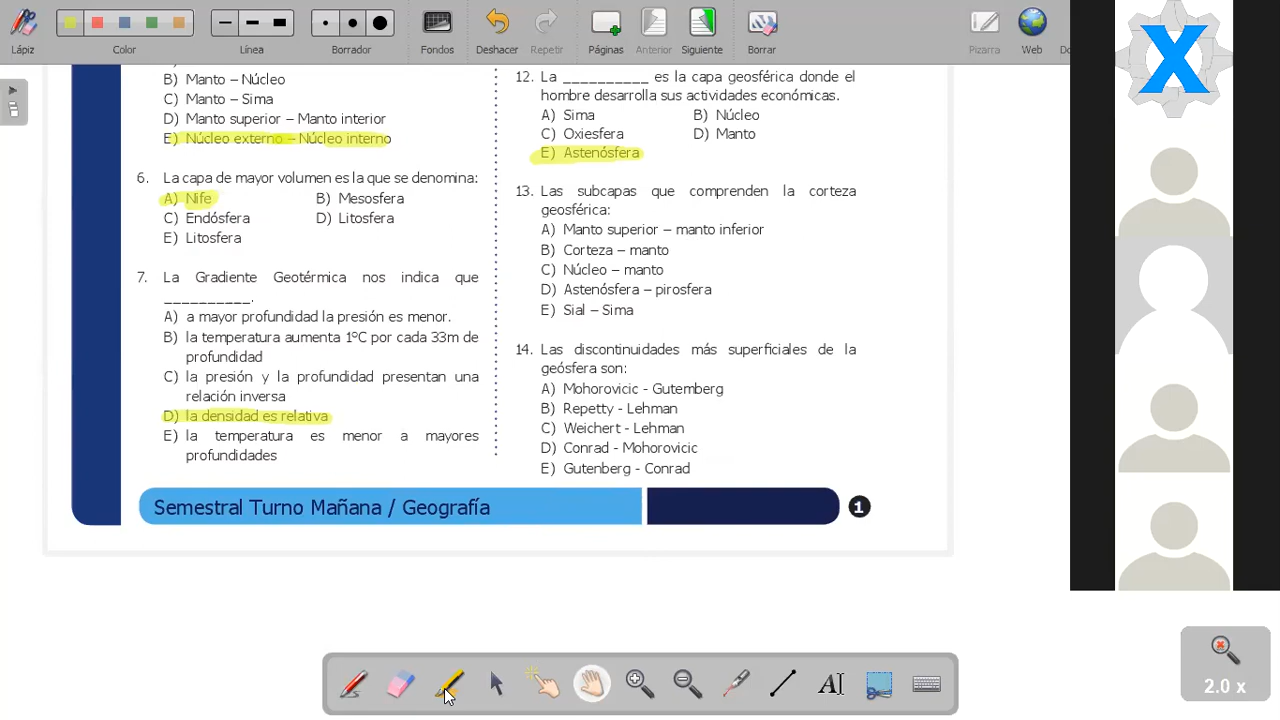 Lápiz
Color
Línea
Borrador
Fondos
Deshacer
Repetir
Páginas
Anterior
Siguiente
Borrar
Pizarra
Web
X
B) Manto – Núcleo
C) Manto – Sima
D) Manto superior – Manto interior
E) Núcleo externo – Núcleo interno
6. La capa de mayor volumen es la que se denomina:
A) Nife B) Mesosfera
C) Endósfera D) Litosfera
E) Litosfera
7. La Gradiente Geotérmica nos indica que
__________.
A) a mayor profundidad la presión es menor.
B) la temperatura aumenta 1ºC por cada 33m de
profundidad
C) la presión y la profundidad presentan una
relación inversa
D) la densidad es relativa
E) la temperatura es menor a mayores
profundidades
12. La __________ es la capa geosférica donde el
hombre desarrolla sus actividades económicas.
A) Sima B) Núcleo
C) Oxiesfera D) Manto
E) Astenósfera
13. Las subcapas que comprenden la corteza
geosférica:
A) Manto superior – manto inferior
B) Corteza – manto
C) Núcleo – manto
D) Astenósfera – pirosfera
E) Sial – Sima
14. Las discontinuidades más superficiales de la
geósfera son:
A) Mohorovicic - Gutemberg
B) Repetty - Lehman
C) Weichert - Lehman
D) Conrad - Mohorovicic
E) Gutenberg - Conrad
Semestral Turno Mañana / Geografía
1
AI
2.0 x